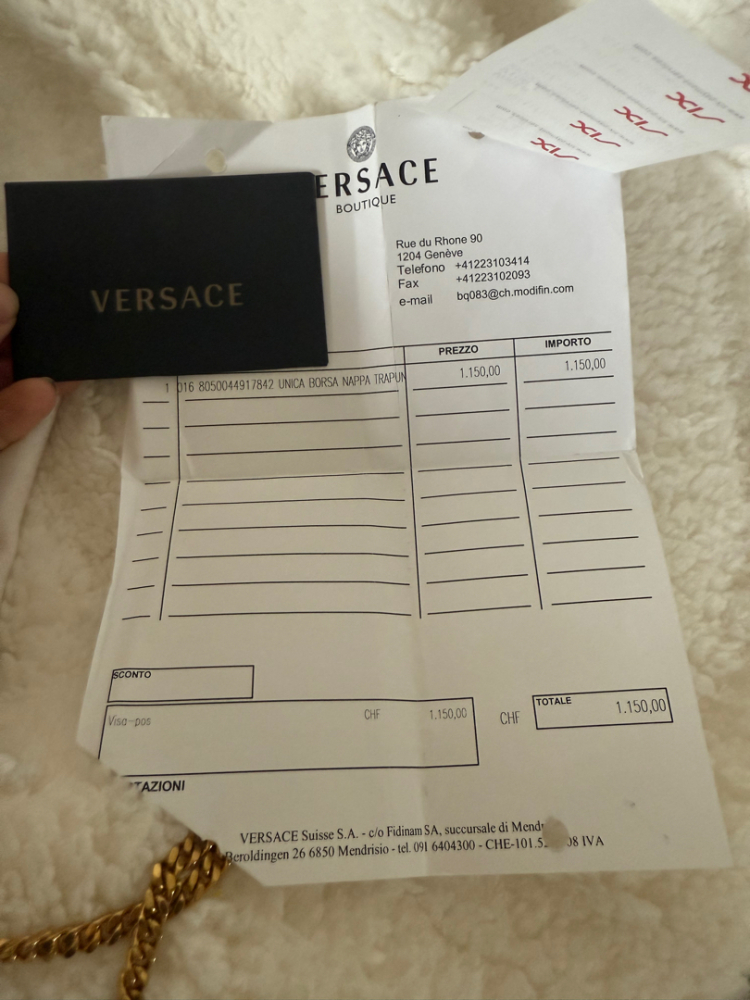 VERSACE
ERSACE
BOUTIQUE
Rue du Rhone 90
1204 Genève
Telefono +41223103414
Fax +41223102093
e-mail bq083@ch.modifin.com
PREZZO IMPORTO
1 016 8050044917842 UNICA BORSA NAPPA TRAPUN 1.150,00 1.150,00
SCONTO
Visa-pos CHF 1.150,00 CHF TOTALE 1.150,00
TAZIONI
VERSACE Suisse S.A. - c/o Fidinam SA, succursale di Mend
Beroldingen 26 6850 Mendrisio - tel. 091 6404300 - CHE-101.5 08 IVA